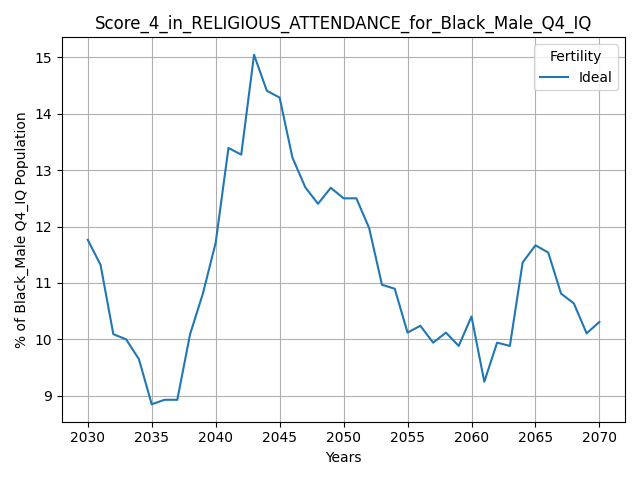 Score_4_in_RELIGIOUS_ATTENDANCE_for_Black_Male_Q4_IQ
Fertility
Ideal
% of Black_Male Q4_IQ Population
15
14
13
12
11
10
9
2030 2035 2040 2045 2050 2055 2060 2065 2070
Years